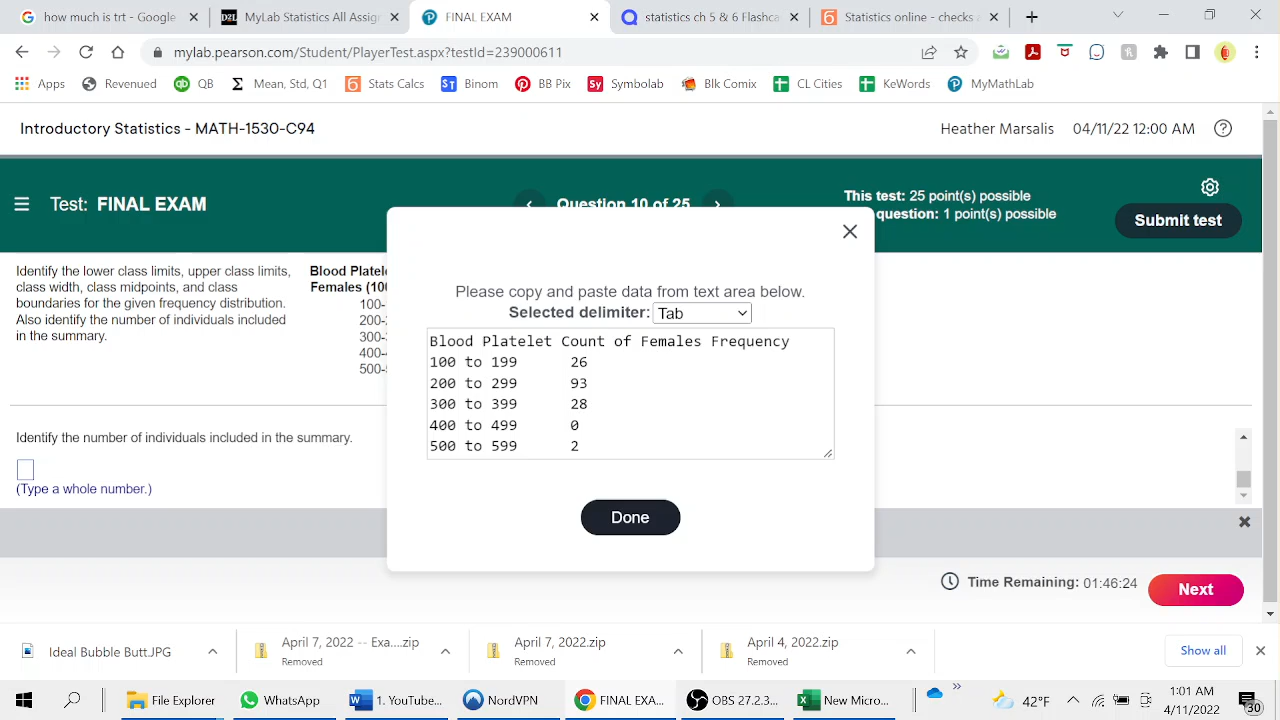 how much is it - Google
MyLab Statistics All Assig
FINAL EXAM
statistics ch 5 & 6 Flashca
Statistics online - checks
mylab.pearson.com/Student/PlayerTest.aspx?testId=239000611
Apps
Revenued
QB
Mean, Std, Q1
Stats Calcs
Binom
BB Pix
Symbolab
Blk Comix
CL Cities
KeWords
MyMathLab
Introductory Statistics - MATH-1530-C94
Heather Marsalis
04/11/22 12:00 AM
Test: FINAL EXAM
Question 10 of 25
This test: 25 point(s) possible
question: 1 point(s) possible
Submit test
Identify the lower class limits, upper class limits,
class width, class midpoints, and class
boundaries for the given frequency distribution.
Also identify the number of individuals included
in the summary.
Blood Platele
Females (10
100-
200-
300-
400-
500-
Please copy and paste data from text area below.
Selected delimiter: Tab
Blood Platelet Count of Females Frequency
100 to 199 26
200 to 299 93
300 to 399 28
400 to 499 0
500 to 599 2
Done
Identify the number of individuals included in the summary.
(Type a whole number.)
Time Remaining: 01:46:24
Next
Ideal Bubble Butt.JPG
April 7, 2022 -- Exa....zip
Removed
April 7, 2022.zip
Removed
April 4, 2022.zip
Removed
Show all
File Explorer
WhatsApp
1. YouTube...
NordVPN
FINAL EXA...
OBS 27.2.3...
New Micro...
42°F
1:01 AM
4/11/2022
30